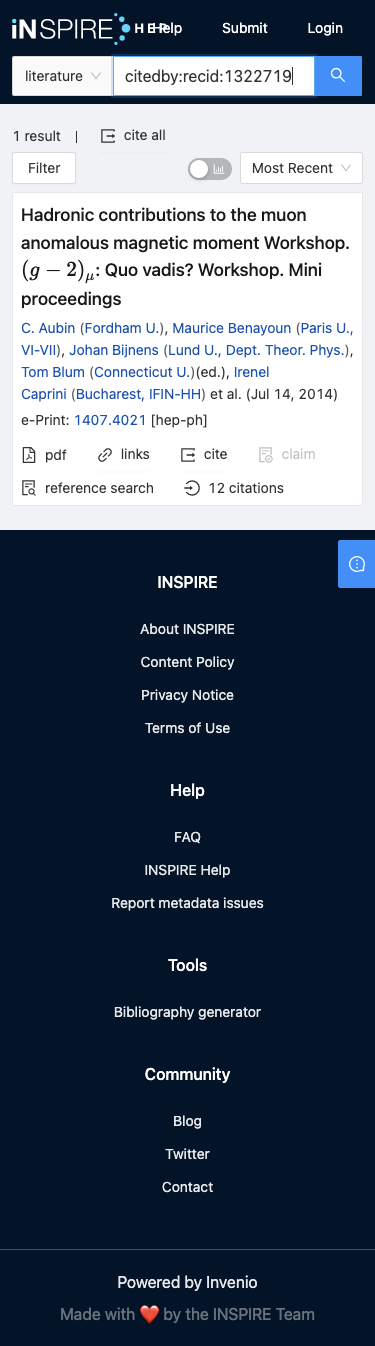 iNSPIRE HEP Help Submit Login
literature citedby:recid:1322719
1 result | cite all
Filter Most Recent
Hadronic contributions to the muon
anomalous magnetic moment Workshop.
(g − 2)μ: Quo vadis? Workshop. Mini
proceedings
C. Aubin (Fordham U.), Maurice Benayoun (Paris U.,
VI-VII), Johan Bijnens (Lund U., Dept. Theor. Phys.),
Tom Blum (Connecticut U.)(ed.), Irenel
Caprini (Bucharest, IFIN-HH) et al. (Jul 14, 2014)
e-Print: 1407.4021 [hep-ph]
pdf links cite claim
reference search 12 citations
INSPIRE
About INSPIRE
Content Policy
Privacy Notice
Terms of Use
Help
FAQ
INSPIRE Help
Report metadata issues
Tools
Bibliography generator
Community
Blog
Twitter
Contact
Powered by Invenio
Made with ❤️ by the INSPIRE Team